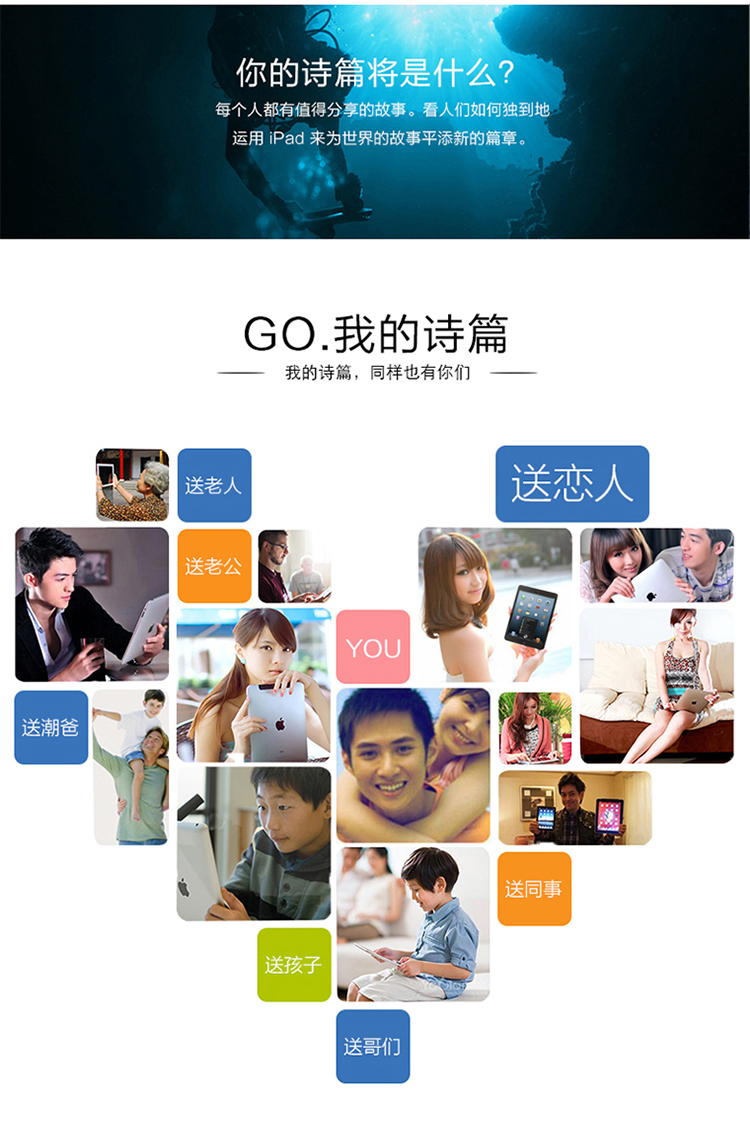 你的诗篇将是什么?
每个人都有值得分享的故事。看人们如何独到地
运用 iPad 来为世界的故事平添新的篇章。
GO.我的诗篇
我的诗篇，同样也有你们
送老人
送恋人
送老公
YOU
送潮爸
送同事
送孩子
送哥们